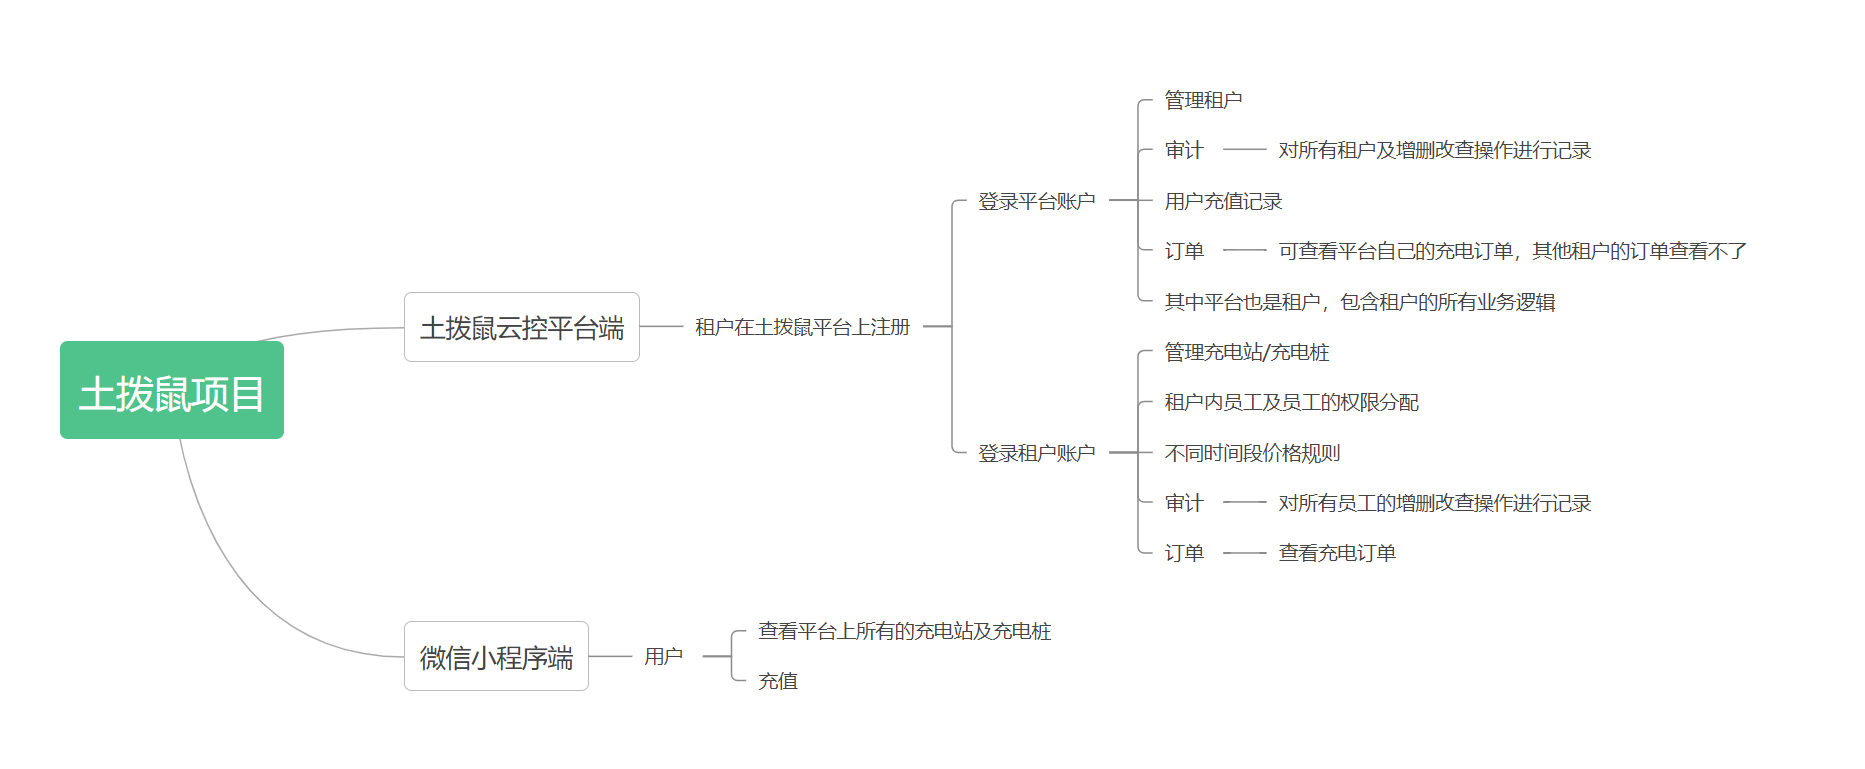 土拨鼠项目
土拨鼠云控平台端
租户在土拨鼠平台上注册
登录平台账户
管理租户
审计
对所有租户及增删改查操作进行记录
用户充值记录
订单
可查看平台自己的充电订单，其他租户的订单查看不了
其中平台也是租户，包含租户的所有业务逻辑
登录租户账户
管理充电站/充电桩
租户内员工及员工的权限分配
不同时间段价格规则
审计
对所有员工的增删改查操作进行记录
订单
查看充电订单
微信小程序端
用户
查看平台上所有的充电站及充电桩
充值